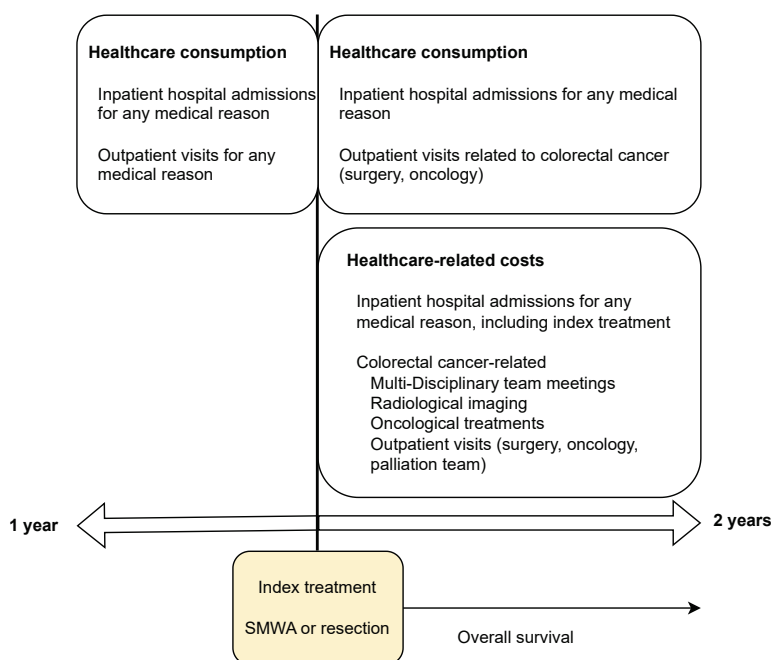 Healthcare consumption
Inpatient hospital admissions
for any medical reason
Outpatient visits for any
medical reason
Healthcare consumption
Inpatient hospital admissions for any medical
reason
Outpatient visits related to colorectal cancer
(surgery, oncology)
Healthcare-related costs
Inpatient hospital admissions for any
medical reason, including index treatment
Colorectal cancer-related
Multi-Disciplinary team meetings
Radiological imaging
Oncological treatments
Outpatient visits (surgery, oncology,
palliation team)
1 year
2 years
Index treatment
SMWA or resection
Overall survival